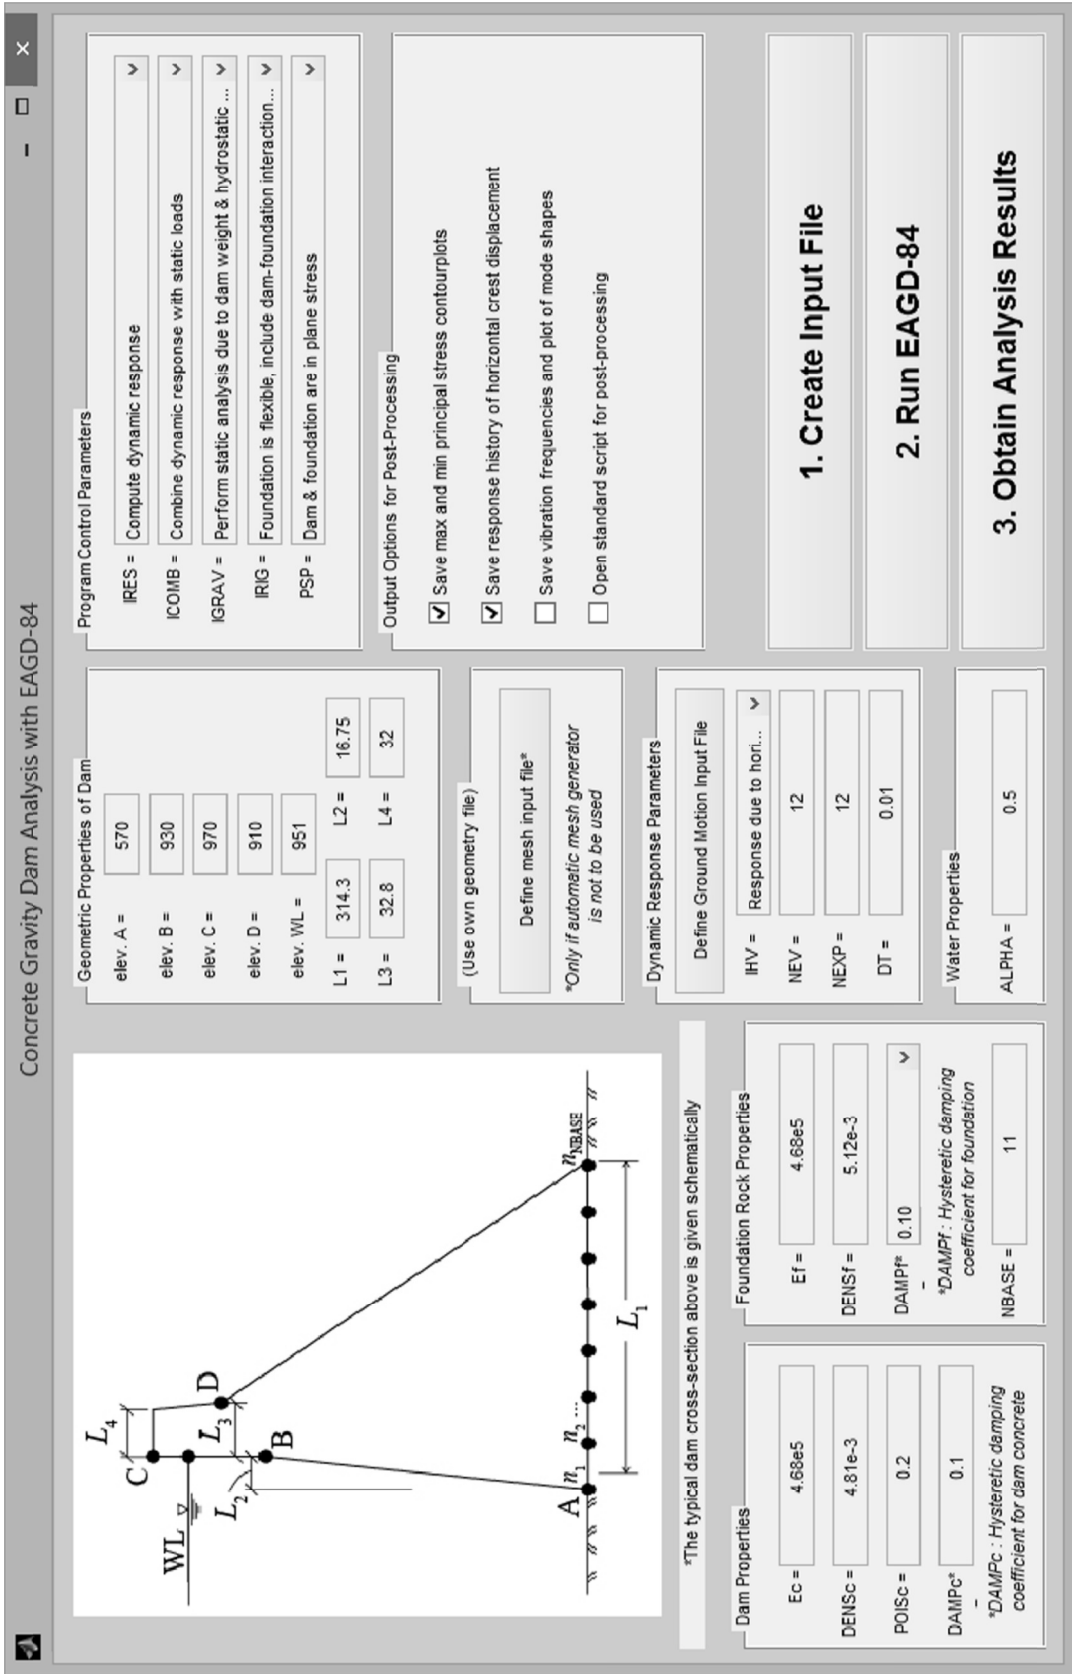 Concrete Gravity Dam Analysis with EAGD-84
C
L4
WL
D
L3
L2
B
A
n1
n2 ...
nNBASE
L1
*The typical dam cross-section above is given schematically
Dam Properties
Ec =
4.68e5
DENSc =
4.81e-3
POISc =
0.2
DAMPc*
0.1
*DAMPc : Hysteretic damping
coefficient for dam concrete
Foundation Rock Properties
Ef =
4.68e5
DENSf =
5.12e-3
DAMPf*
0.10
*DAMPf : Hysteretic damping
coefficient for foundation
NBASE =
11
Geometric Properties of Dam
elev. A =
570
elev. B =
930
elev. C =
970
elev. D =
910
elev. WL =
951
L1 =
314.3
L2 =
16.75
L3 =
32.8
L4 =
32
(Use own geometry file)
Define mesh input file*
*Only if automatic mesh generator
is not to be used
Dynamic Response Parameters
Define Ground Motion Input File
IHV =
Response due to hori...
NEV =
12
NEXP =
12
DT =
0.01
Water Properties
ALPHA =
0.5
Program Control Parameters
IRES =
Compute dynamic response
ICOMB =
Combine dynamic response with static loads
IGRAV =
Perform static analysis due to dam weight & hydrostatic ...
IRIG =
Foundation is flexible, include dam-foundation interaction...
PSP =
Dam & foundation are in plane stress
Output Options for Post-Processing
Save max and min principal stress contourplots
Save response history of horizontal crest displacement
Save vibration frequencies and plot of mode shapes
Open standard script for post-processing
1. Create Input File
2. Run EAGD-84
3. Obtain Analysis Results